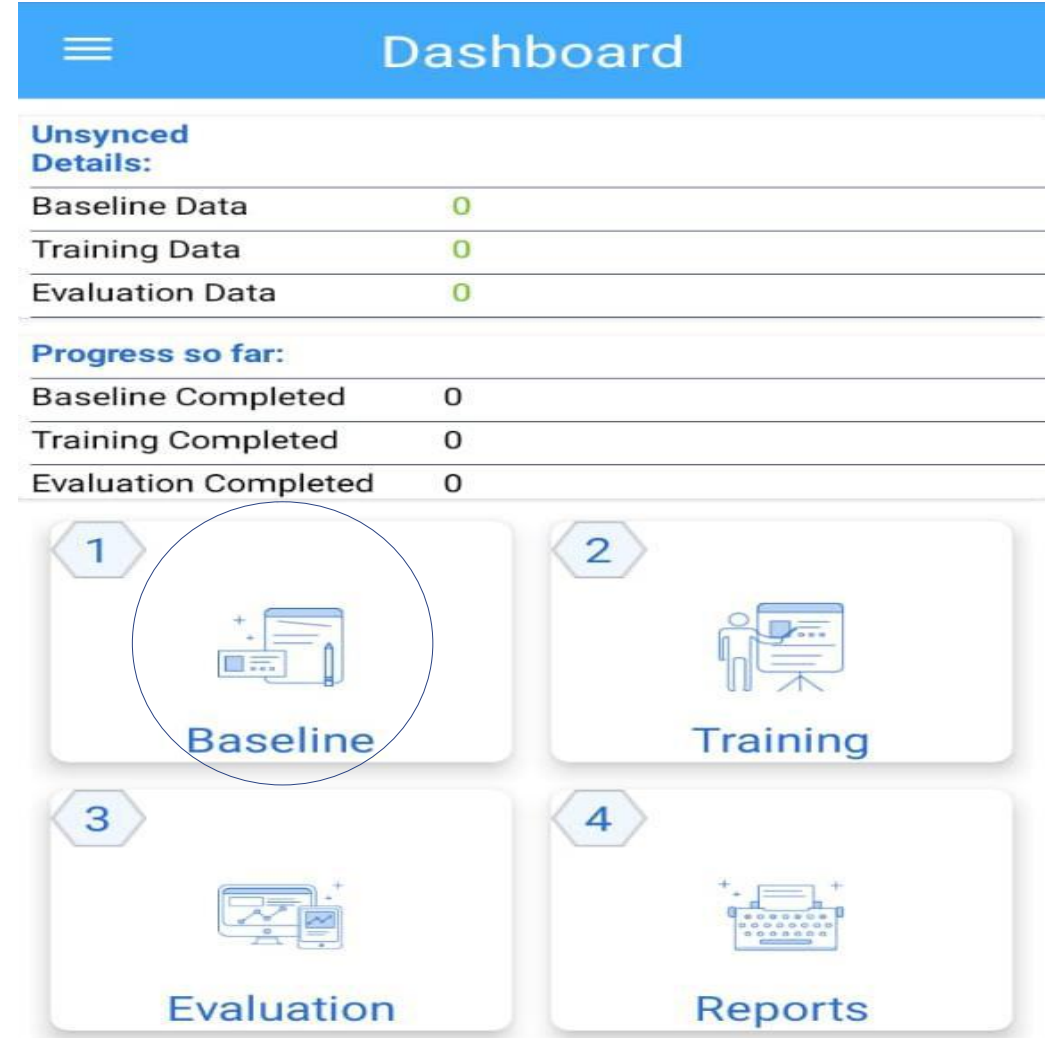 Dashboard
Unsynced
Details:
Baseline Data 0
Training Data 0
Evaluation Data 0
Progress so far:
Baseline Completed 0
Training Completed 0
Evaluation Completed 0
1
Baseline
2
Training
3
Evaluation
4
Reports